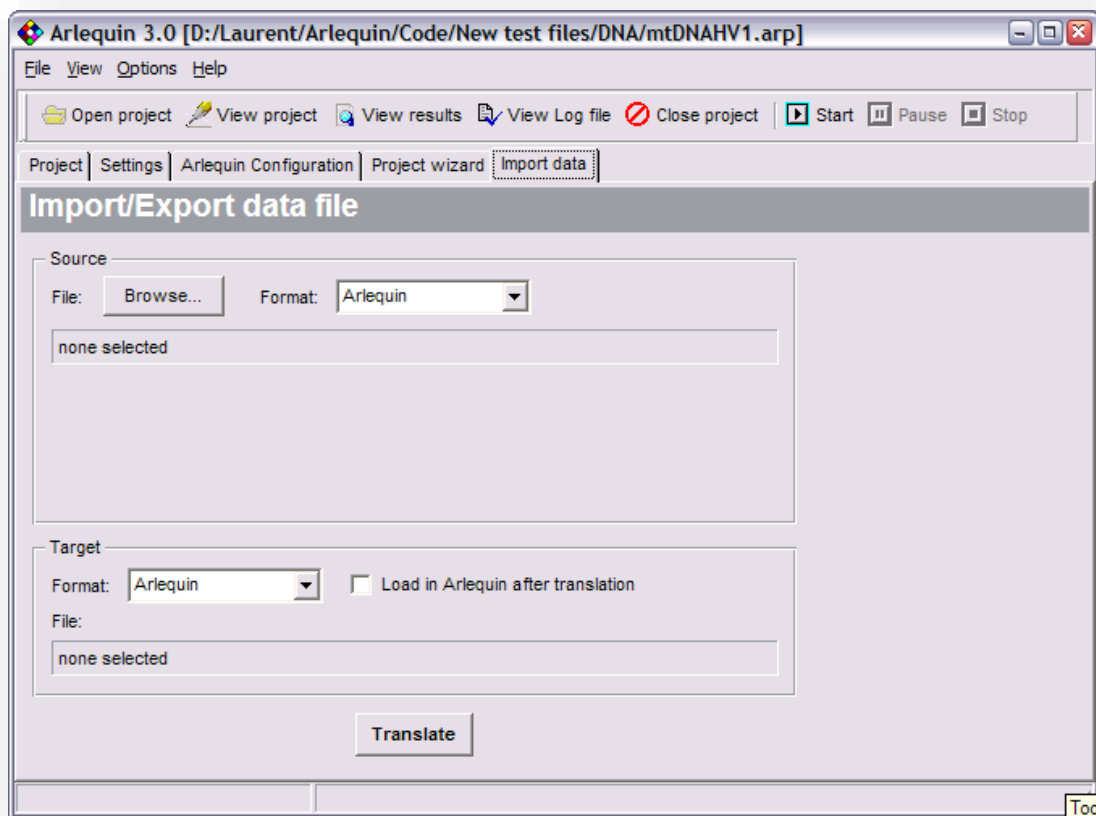 Arlequin 3.0 [D:/Laurent/Arlequin/Code/New test files/DNA/mtDNAHV1.arp]
File View Options Help
Open project View project View results View Log file Close project Start Pause Stop
Project Settings Arlequin Configuration Project wizard Import data
Import/Export data file
Source
File: Browse... Format: Arlequin
none selected
Target
Format: Arlequin Load in Arlequin after translation
File:
none selected
Translate